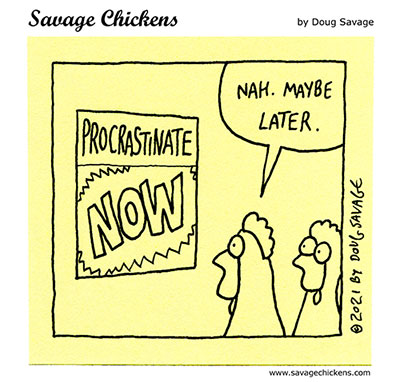 Savage Chickens
by Doug Savage
PROCRASTINATE
NOW
NAH. MAYBE
LATER.
©2021 BY DOUG SAVAGE
www.savagechickens.com